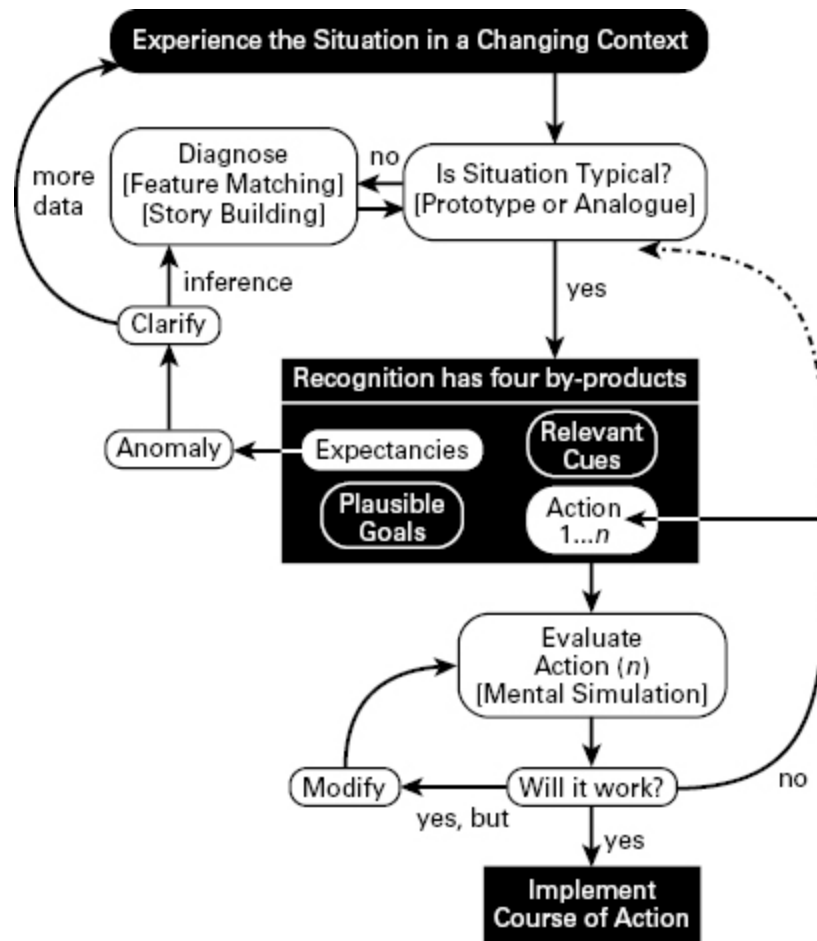 Experience the Situation in a Changing Context
Diagnose
[Feature Matching]
[Story Building]
no
Is Situation Typical?
[Prototype or Analogue]
more
data
inference
yes
Clarify
Recognition has four by-products
Anomaly
Expectancies
Relevant
Cues
Plausible
Goals
Action
1...n
Evaluate
Action (n)
[Mental Simulation]
Modify
Will it work?
no
yes, but
yes
Implement
Course of Action